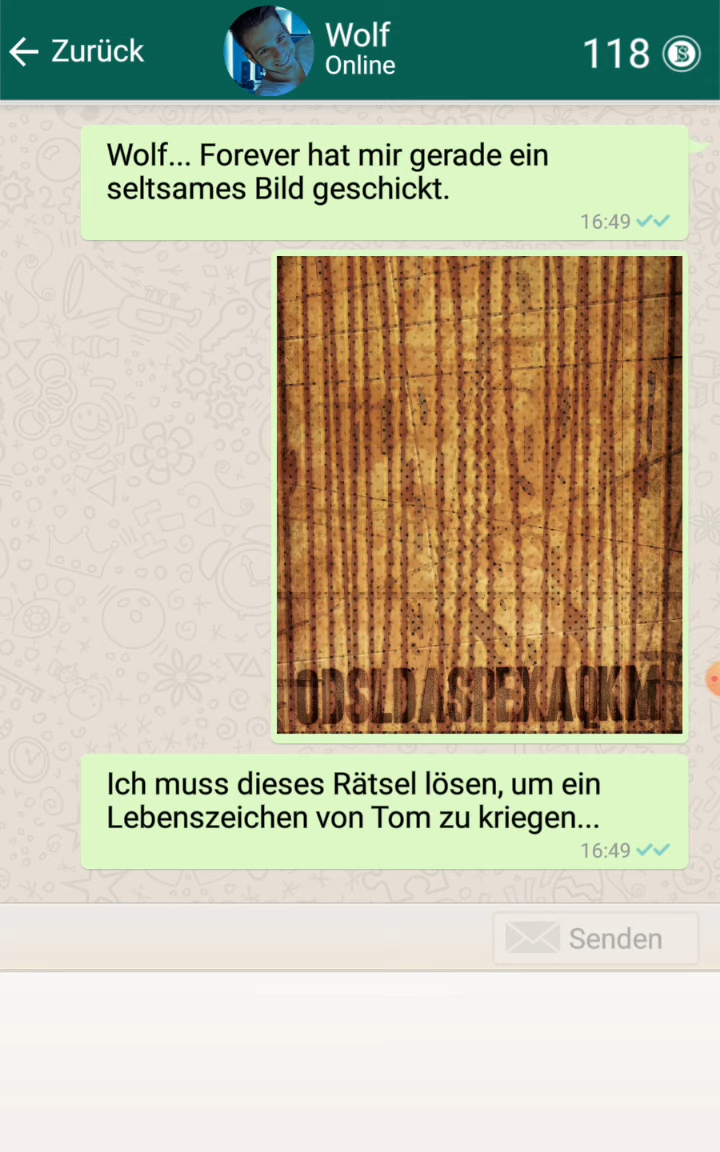 Zurück
Wolf
Online
118
Wolf... Forever hat mir gerade ein
seltsames Bild geschickt.
16:49
ODSLDASPEXAQKM
Ich muss dieses Rätsel lösen, um ein
Lebenszeichen von Tom zu kriegen...
16:49
Senden